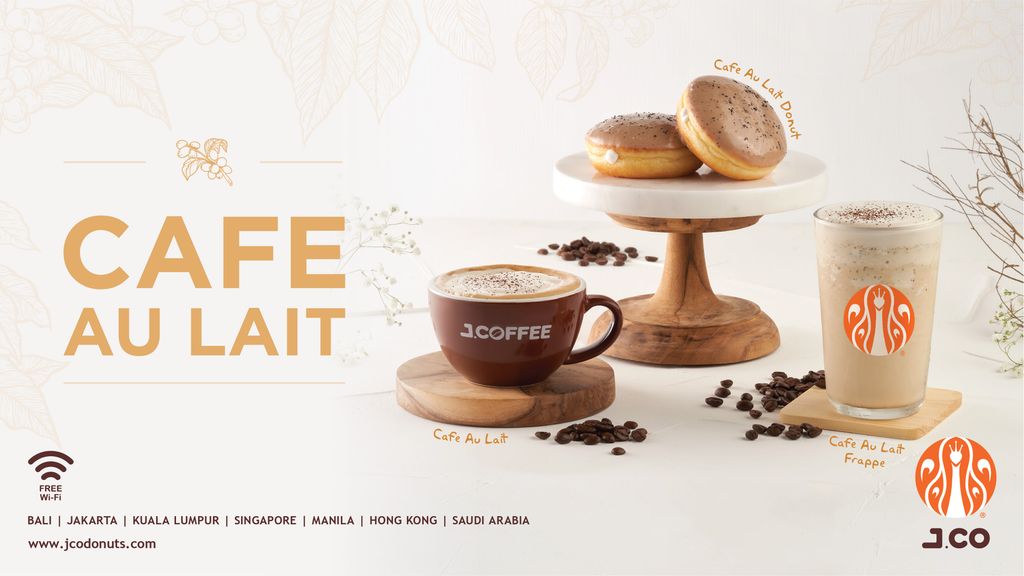 CAFE
AU LAIT
Cafe Au Lait Donut
J.COFFEE
Cafe Au Lait
Cafe Au Lait
Frappe
FREE
Wi-Fi
BALI | JAKARTA | KUALA LUMPUR | SINGAPORE | MANILA | HONG KONG | SAUDI ARABIA
www.jcodonuts.com
®
®
J.CO